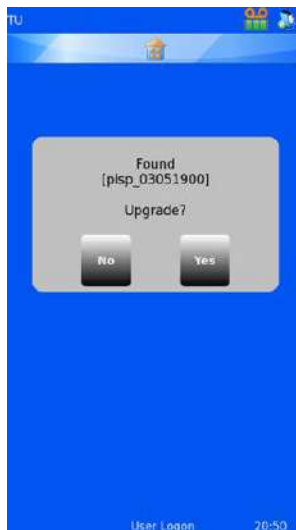 TU
Found
[pisp_03051900]
Upgrade?
No
Yes
User Logon
20:50